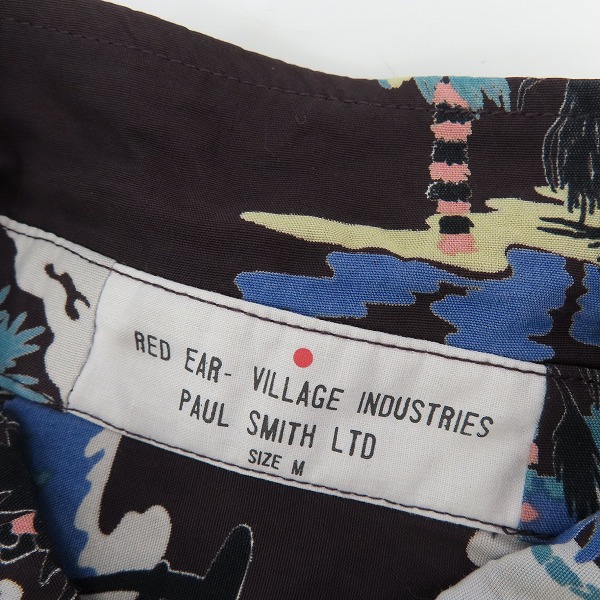 RED EAR- VILLAGE INDUSTRIES
PAUL SMITH LTD
SIZE M